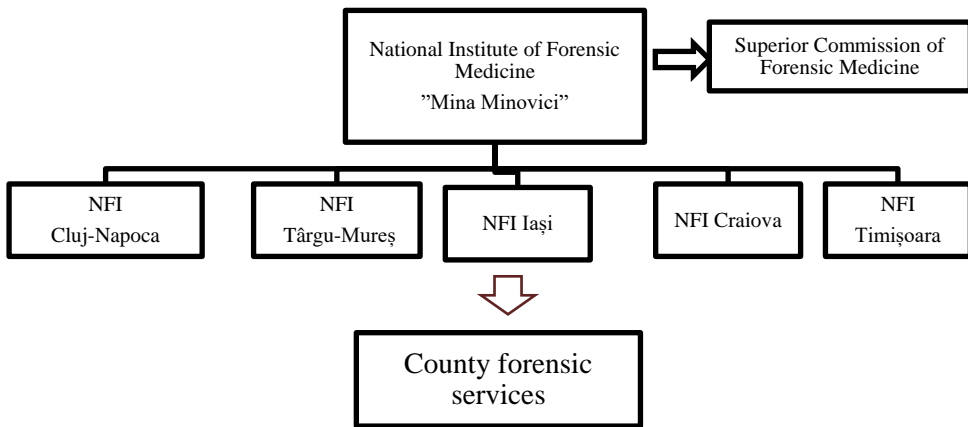 National Institute of Forensic
Medicine
”Mina Minovici”
Superior Commission of
Forensic Medicine
NFI
Cluj-Napoca
NFI
Târgu-Mureș
NFI Iași
NFI Craiova
NFI
Timișoara
County forensic
services